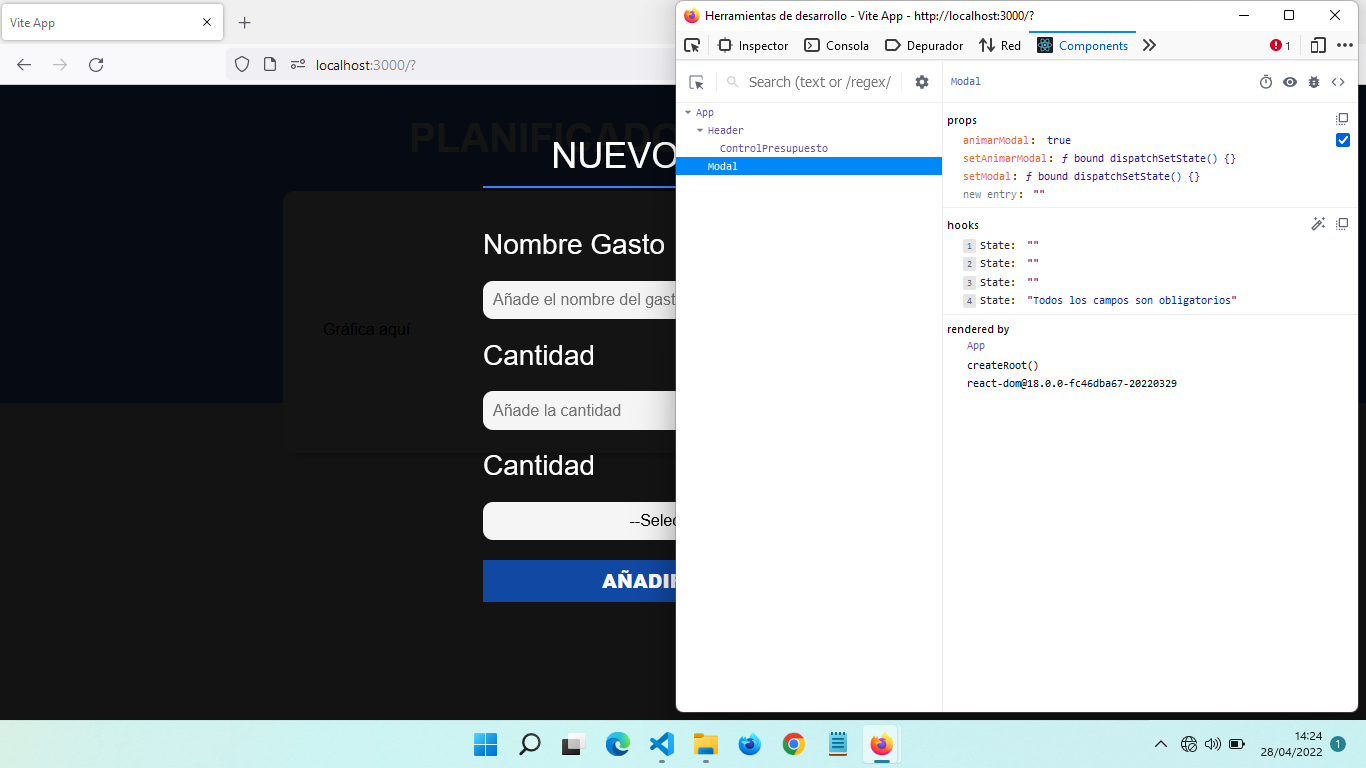 Vite App
Herramientas de desarrollo - Vite App - http://localhost:3000/?
Inspector
Consola
Depurador
Red
Components
1
localhost:3000/?
Search (text or /regex/
Modal
App
Header
ControlPresupuesto
Modal
props
animarModal: true
setAnimarModal: ƒ bound dispatchSetState() {}
setModal: ƒ bound dispatchSetState() {}
new entry: ""
hooks
1 State: ""
2 State: ""
3 State: ""
4 State: "Todos los campos son obligatorios"
rendered by
App
createRoot()
react-dom@18.0.0-fc46dba67-20220329
PLANIFICADO
NUEVO
Nombre Gasto
Añade el nombre del gast
Gráfica aquí
Cantidad
Añade la cantidad
Cantidad
--Selec
AÑADIR
14:24
28/04/2022
1